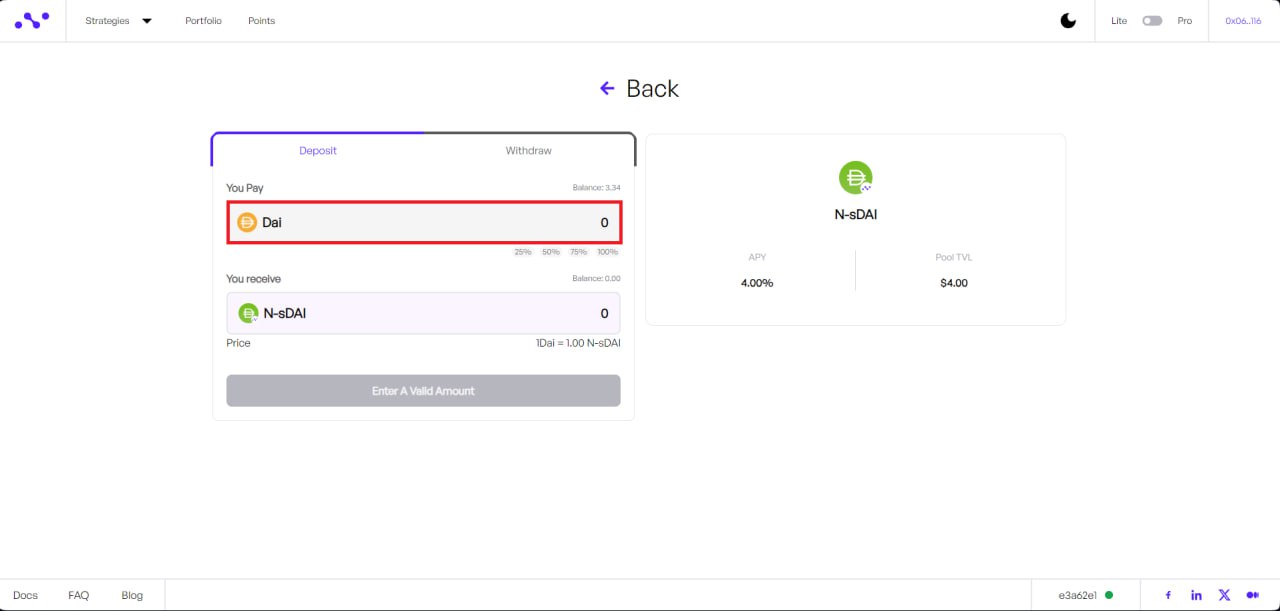 Strategies Portfolio Points Lite Pro 0x06..116
Back
Deposit Withdraw
You Pay Balance: 3.34
Dai 0
25% 50% 75% 100%
You receive Balance: 0.00
N-sDAI 0
Price 1Dai = 1.00 N-sDAI
Enter A Valid Amount
N-sDAI
APY Pool TVL
4.00% $4.00
Docs FAQ Blog e3a62e1